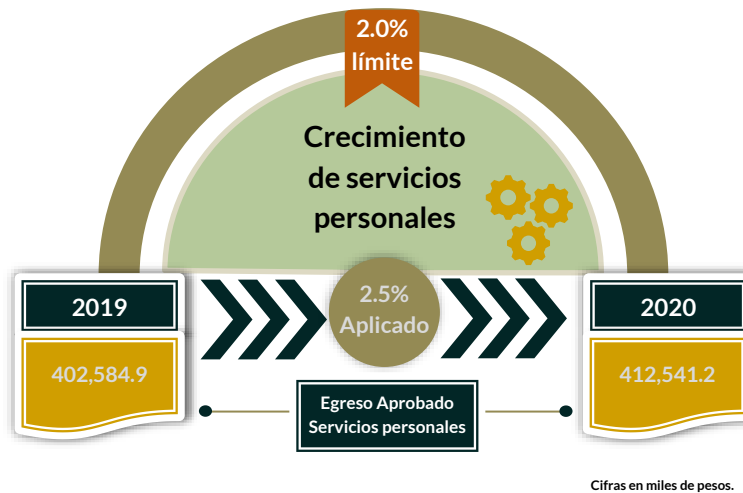 2.0%
límite
Crecimiento
de servicios
personales
2019
2.5%
Aplicado
2020
402,584.9
412,541.2
Egreso Aprobado
Servicios personales
Cifras en miles de pesos.